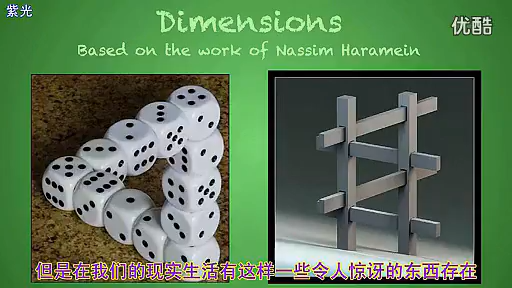 紫光
优酷
Dimensions
Based on the work of Nassim Haramein
但是在我们的现实生活有这样一些令人惊讶的东西存在